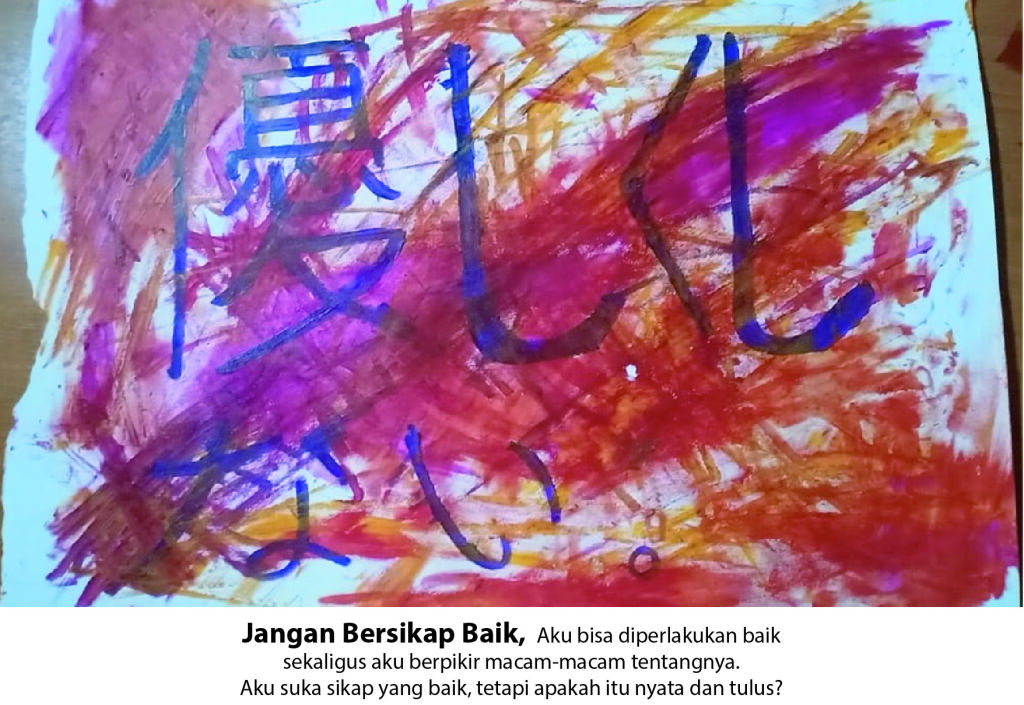 優しくし
ない。
Jangan Bersikap Baik, Aku bisa diperlakukan baik
sekaligus aku berpikir macam-macam tentangnya.
Aku suka sikap yang baik, tetapi apakah itu nyata dan tulus?